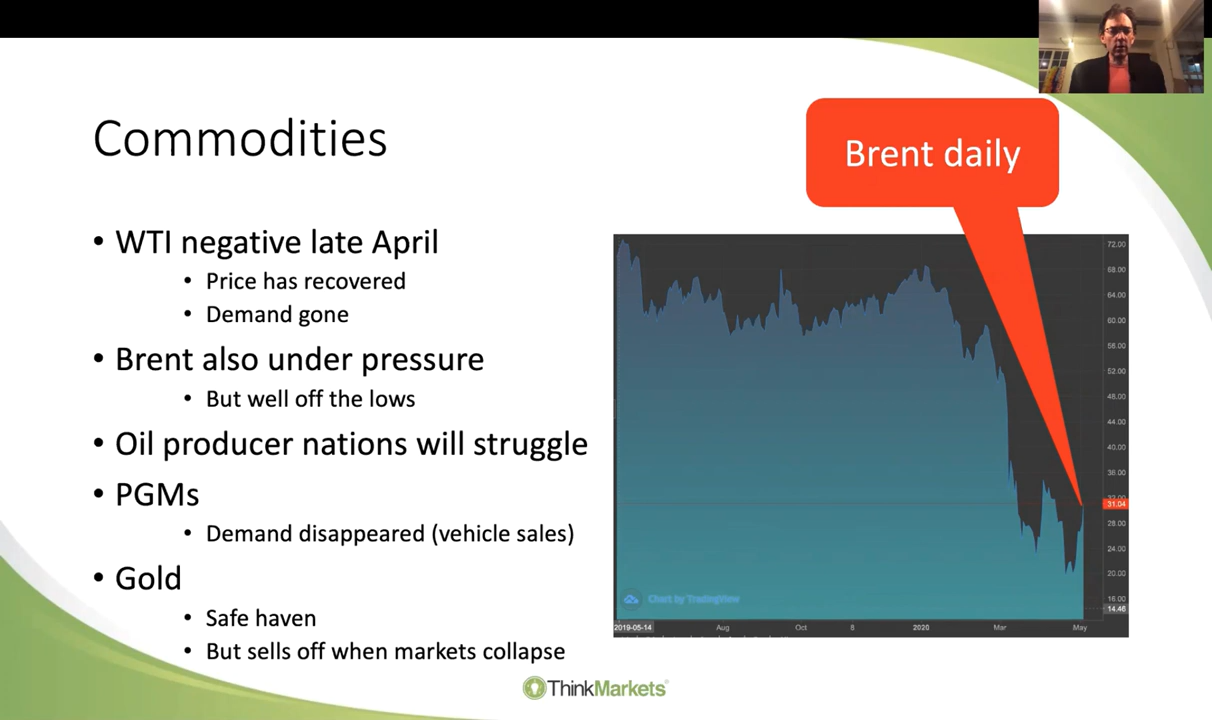 Commodities
Brent daily
• WTI negative late April
• Price has recovered
• Demand gone
• Brent also under pressure
• But well off the lows
• Oil producer nations will struggle
• PGMs
• Demand disappeared (vehicle sales)
• Gold
• Safe haven
• But sells off when markets collapse
72.00
68.00
64.00
60.00
56.00
52.00
48.00
44.00
40.00
36.00
32.00
31.04
28.00
24.00
20.00
16.00
14.46
Chart by TradingView
2019-05-14 Aug Oct 8 2020 Mar May
ThinkMarkets